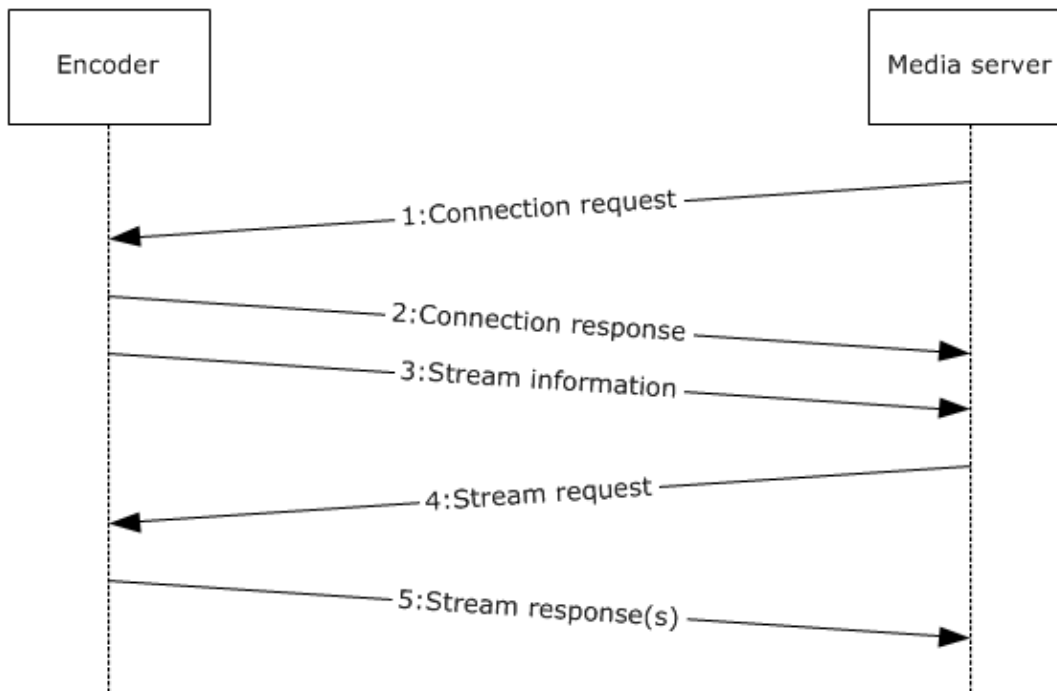 Encoder
Media server
1:Connection request
2:Connection response
3:Stream information
4:Stream request
5:Stream response(s)